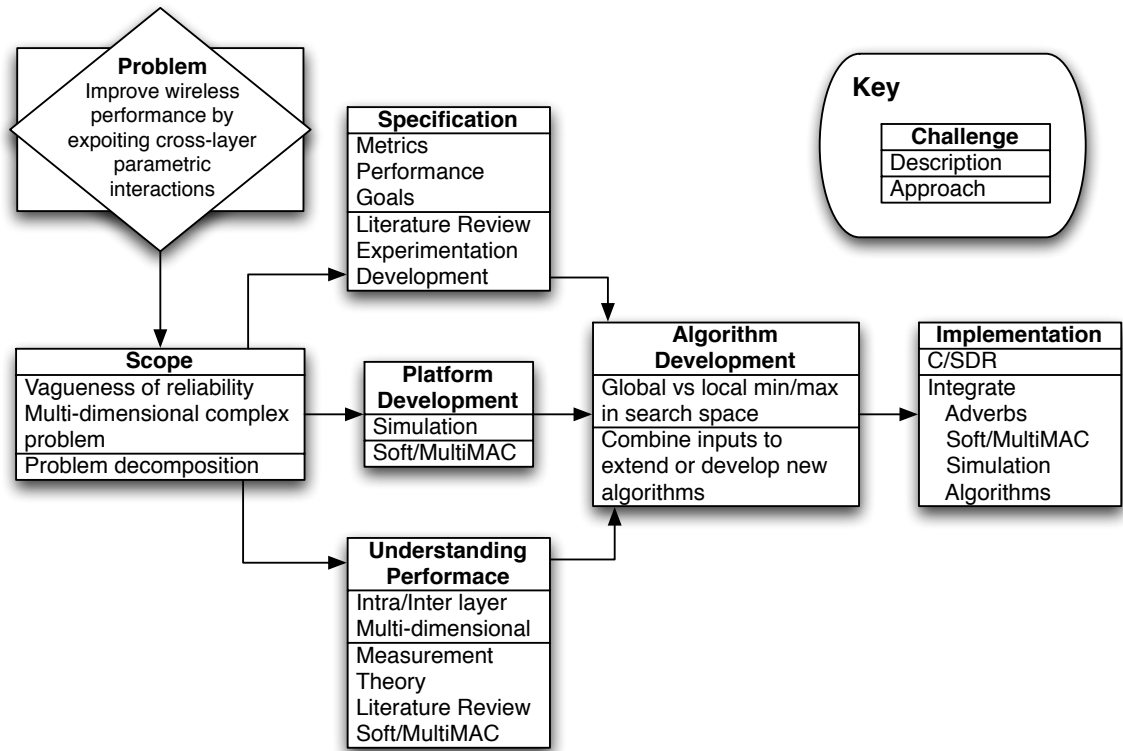 Problem
Improve wireless
performance by
expoiting cross-layer
parametric
interactions
Key
Challenge
Description
Approach
Specification
Metrics
Performance
Goals
Literature Review
Experimentation
Development
Scope
Vagueness of reliability
Multi-dimensional complex
problem
Problem decomposition
Platform
Development
Simulation
Soft/MultiMAC
Understanding
Performace
Intra/Inter layer
Multi-dimensional
Measurement
Theory
Literature Review
Soft/MultiMAC
Algorithm
Development
Global vs local min/max
in search space
Combine inputs to
extend or develop new
algorithms
Implementation
C/SDR
Integrate
Adverbs
Soft/MultiMAC
Simulation
Algorithms